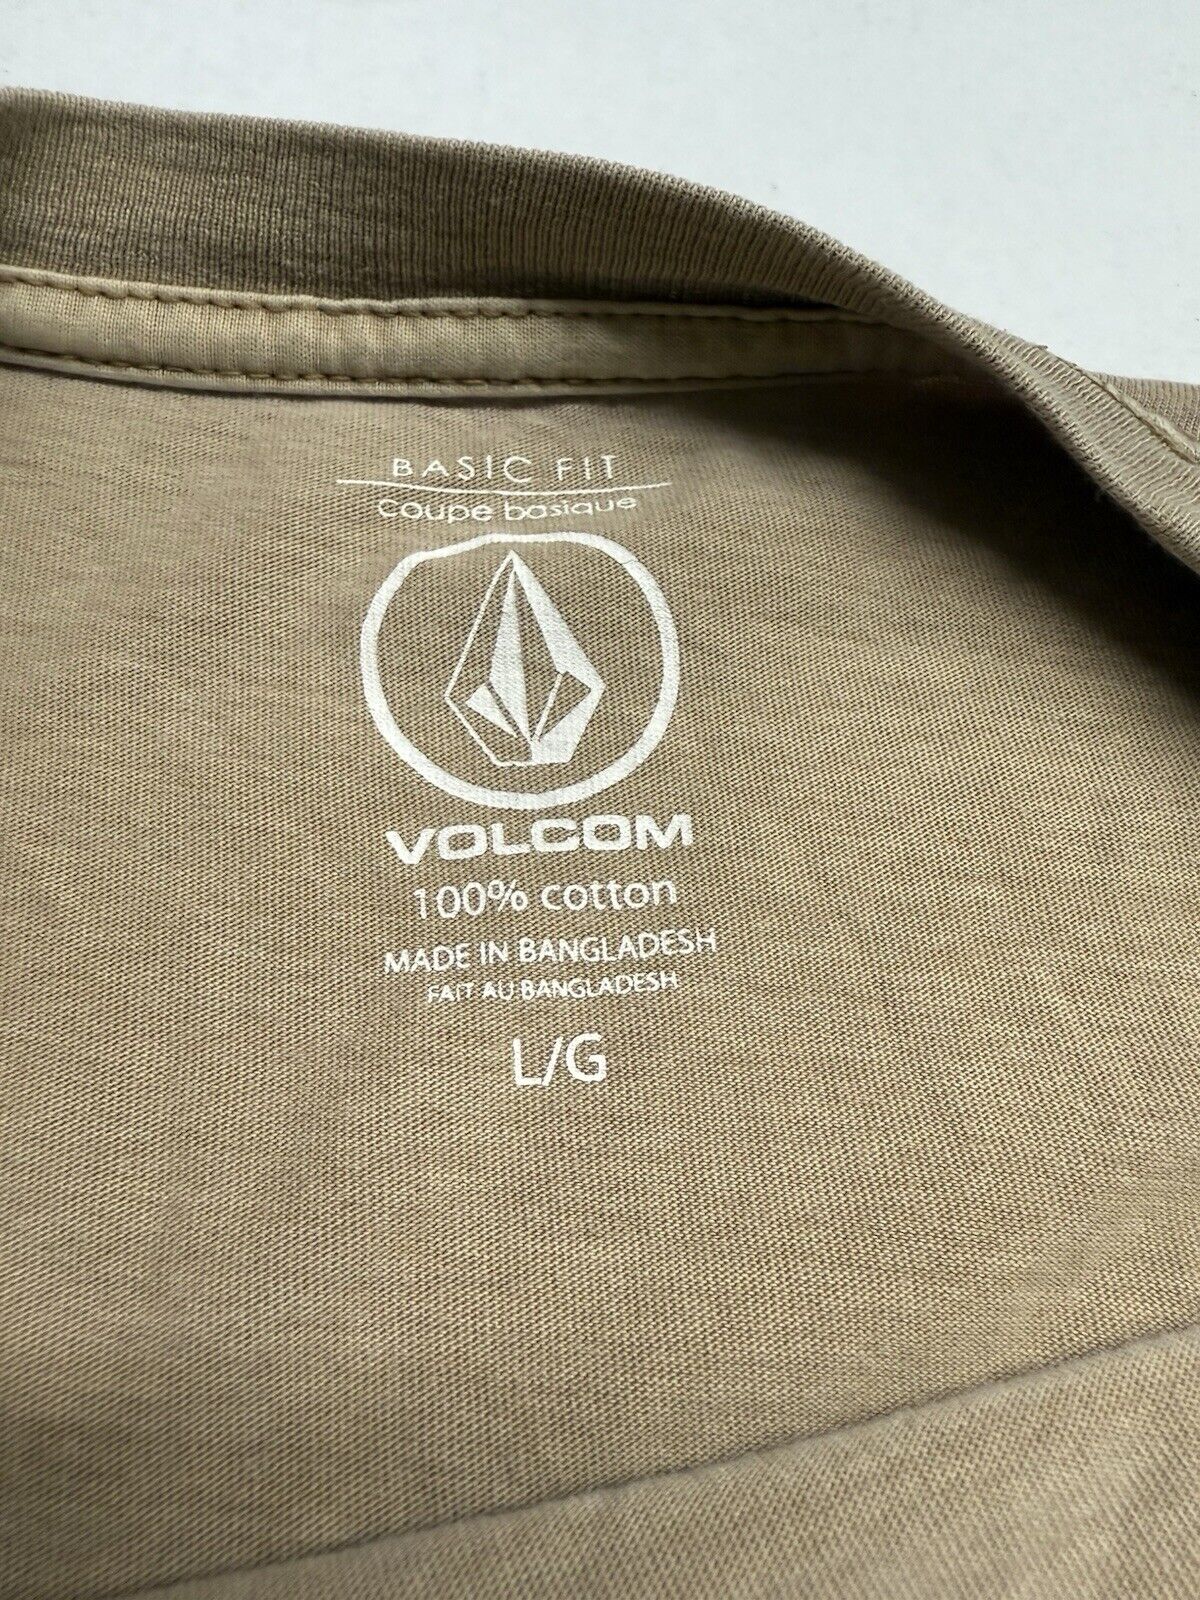 BASIC FIT
coupe basique
VOLCOM
100% cotton
MADE IN BANGLADESH
FAIT AU BANGLADESH
L/G